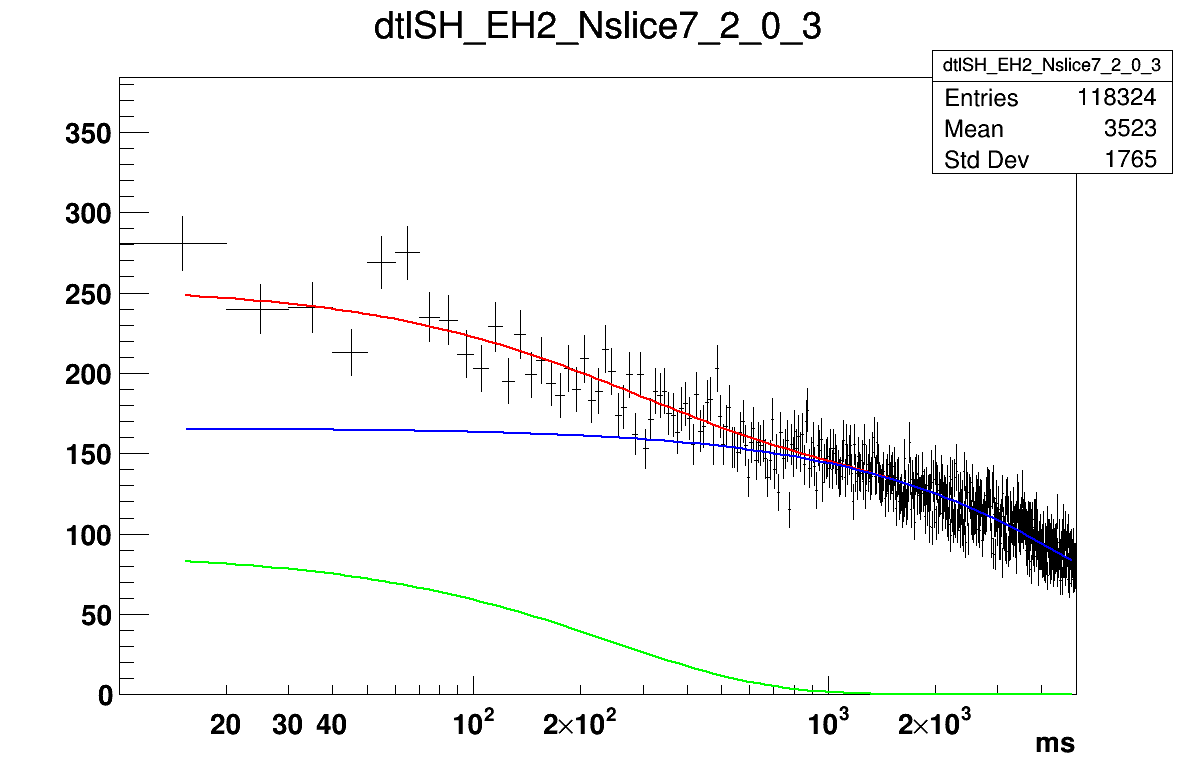 dtlSH_EH2_Nslice7_2_0_3
dtlSH_EH2_Nslice7_2_0_3
Entries 118324
Mean 3523
Std Dev 1765
350
300
250
200
150
100
50
0
20 30 40 10² 2×10² 10³ 2×10³
ms